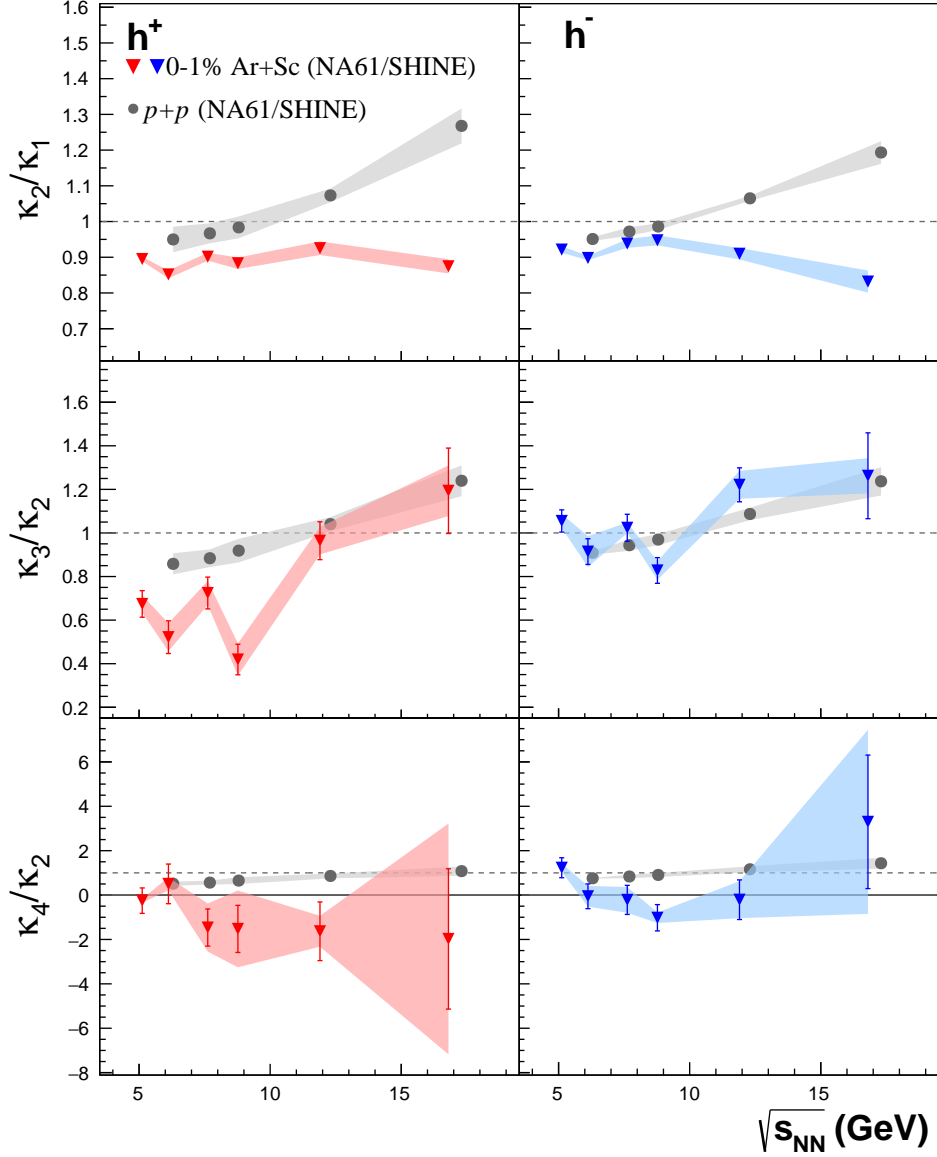 h⁺
h⁻
0-1% Ar+Sc (NA61/SHINE)
p+p (NA61/SHINE)
κ₂/κ₁
1.6
1.5
1.4
1.3
1.2
1.1
1
0.9
0.8
0.7
κ₃/κ₂
1.6
1.4
1.2
1
0.8
0.6
0.4
0.2
κ₄/κ₂
6
4
2
0
−2
−4
−6
−8
5 10 15
5 10 15
√sNN (GeV)